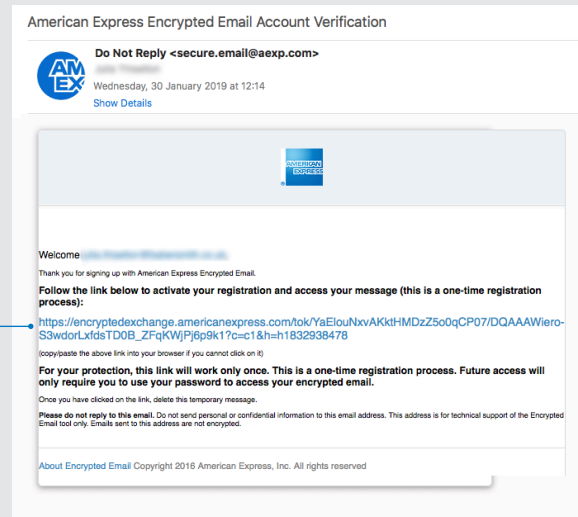 American Express Encrypted Email Account Verification
AM
EX
Do Not Reply <secure.email@aexp.com>
Wednesday, 30 January 2019 at 12:14
Show Details
AMERICAN
EXPRESS
Welcome
Thank you for signing up with American Express Encrypted Email.
Follow the link below to activate your registration and access your message (this is a one-time registration
process):
https://encryptedexchange.americanexpress.com/tok/YaElouNxvAKktHMDzZ5o0qCP07/DQAAAWiero-
S3wdorLxfdsTD0B_ZFqKWjPj6p9k1?c=c1&h=h1832938478
(copy/paste the above link into your browser if you cannot click on it)
For your protection, this link will work only once. This is a one-time registration process. Future access will
only require you to use your password to access your encrypted email.
Once you have clicked on the link, delete this temporary message.
Please do not reply to this email. Do not send personal or confidential information to this email address. This address is for technical support of the Encrypted
Email tool only. Emails sent to this address are not encrypted.
About Encrypted Email Copyright 2016 American Express, Inc. All rights reserved